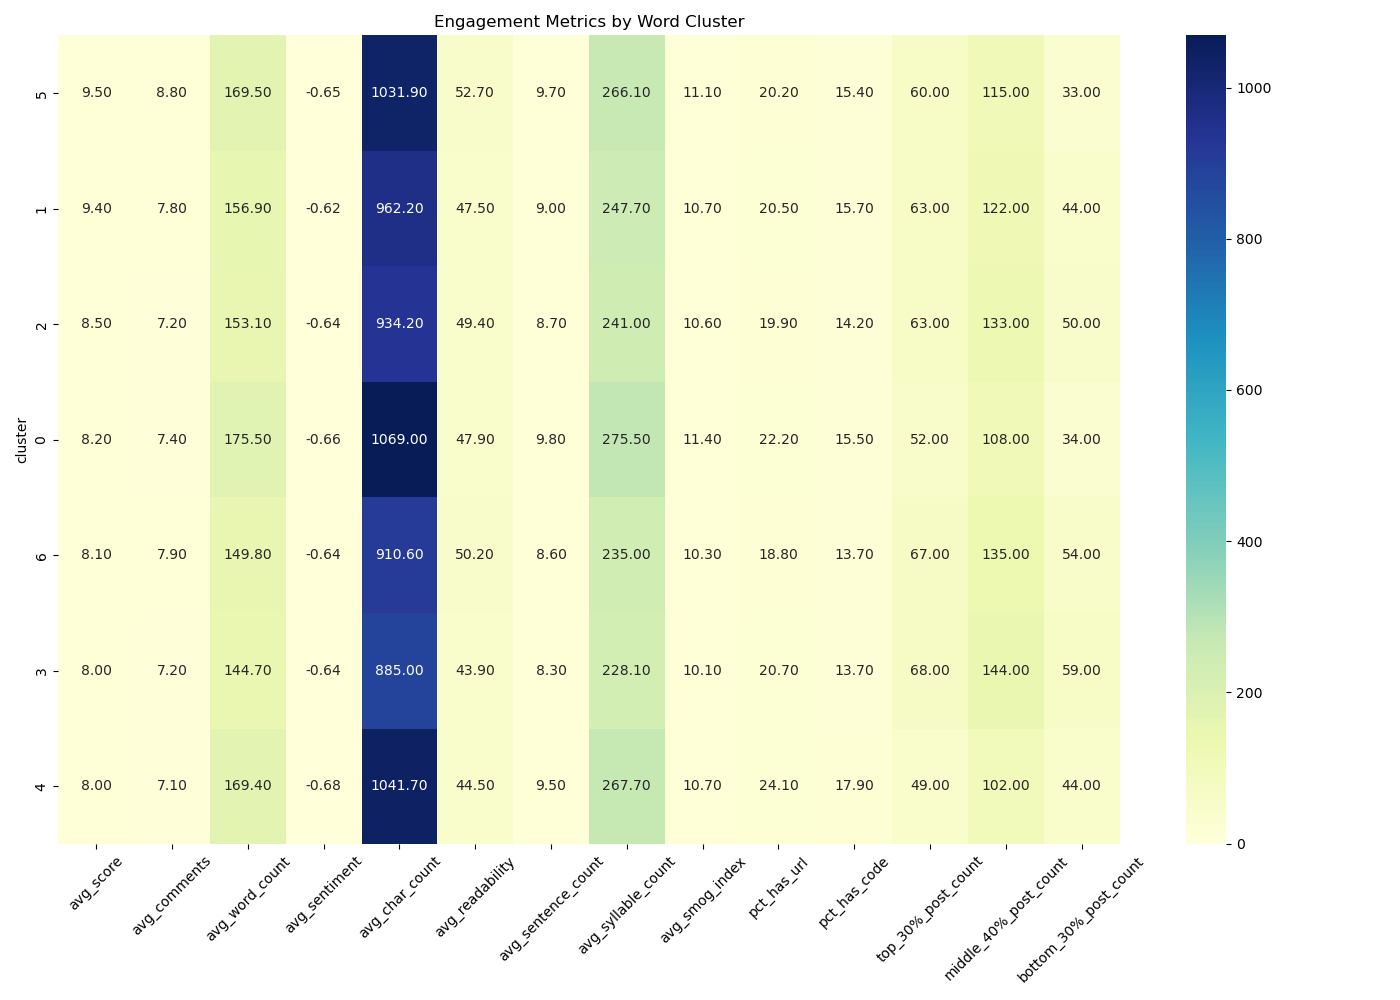 Engagement Metrics by Word Cluster
5 9.50 8.80 169.50 -0.65 1031.90 52.70 9.70 266.10 11.10 20.20 15.40 60.00 115.00 33.00
1 9.40 7.80 156.90 -0.62 962.20 47.50 9.00 247.70 10.70 20.50 15.70 63.00 122.00 44.00
2 8.50 7.20 153.10 -0.64 934.20 49.40 8.70 241.00 10.60 19.90 14.20 63.00 133.00 50.00
0 8.20 7.40 175.50 -0.66 1069.00 47.90 9.80 275.50 11.40 22.20 15.50 52.00 108.00 34.00
6 8.10 7.90 149.80 -0.64 910.60 50.20 8.60 235.00 10.30 18.80 13.70 67.00 135.00 54.00
3 8.00 7.20 144.70 -0.64 885.00 43.90 8.30 228.10 10.10 20.70 13.70 68.00 144.00 59.00
4 8.00 7.10 169.40 -0.68 1041.70 44.50 9.50 267.70 10.70 24.10 17.90 49.00 102.00 44.00
cluster
avg_score
avg_comments
avg_word_count
avg_sentiment
avg_char_count
avg_readability
avg_sentence_count
avg_syllable_count
avg_smog_index
pct_has_url
pct_has_code
top_30%_post_count
middle_40%_post_count
bottom_30%_post_count
1000
800
600
400
200
0